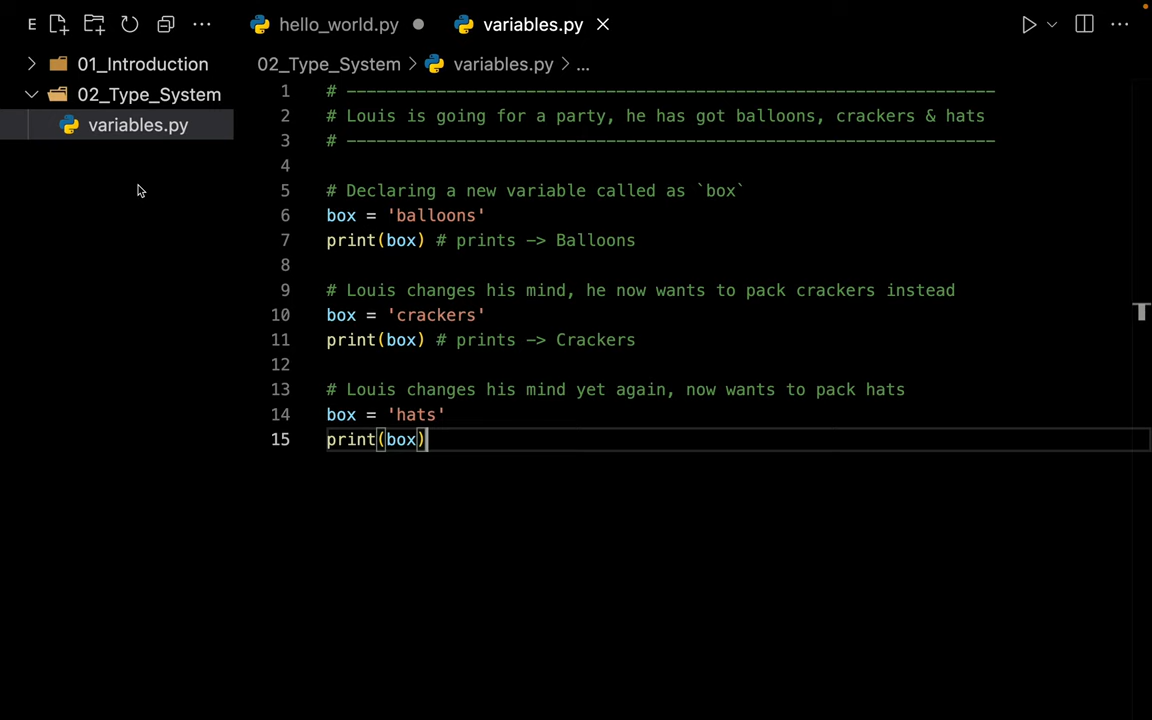 E ··· hello_world.py variables.py ···
01_Introduction 02_Type_System > variables.py > ...
02_Type_System
variables.py
1 # -----------------------------------------------------------------
2 # Louis is going for a party, he has got balloons, crackers & hats
3 # -----------------------------------------------------------------
4
5 # Declaring a new variable called as `box`
6 box = 'balloons'
7 print(box) # prints -> Balloons
8
9 # Louis changes his mind, he now wants to pack crackers instead
10 box = 'crackers'
11 print(box) # prints -> Crackers
12
13 # Louis changes his mind yet again, now wants to pack hats
14 box = 'hats'
15 print(box)